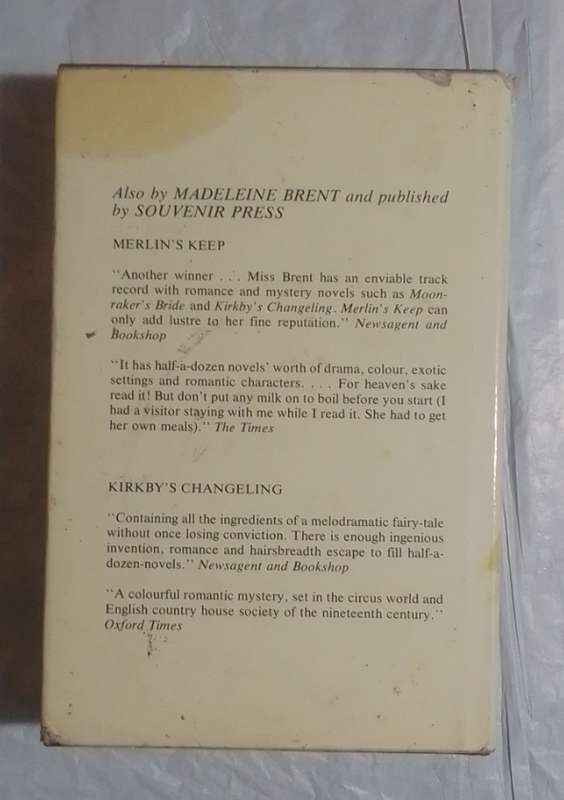 Also by MADELEINE BRENT and published
by SOUVENIR PRESS
MERLIN'S KEEP
"Another winner . . . Miss Brent has an enviable track
record with romance and mystery novels such as Moon-
raker's Bride and Kirkby's Changeling. Merlin's Keep can
only add lustre to her fine reputation." Newsagent and
Bookshop
"It has half-a-dozen novels' worth of drama, colour, exotic
settings and romantic characters. . . . For heaven's sake
read it! But don't put any milk on to boil before you start (I
had a visitor staying with me while I read it. She had to get
her own meals)." The Times
KIRKBY'S CHANGELING
"Containing all the ingredients of a melodramatic fairy-tale
without once losing conviction. There is enough ingenious
invention, romance and hairsbreadth escape to fill half-a-
dozen-novels." Newsagent and Bookshop
"A colourful romantic mystery, set in the circus world and
English country house society of the nineteenth century."
Oxford Times